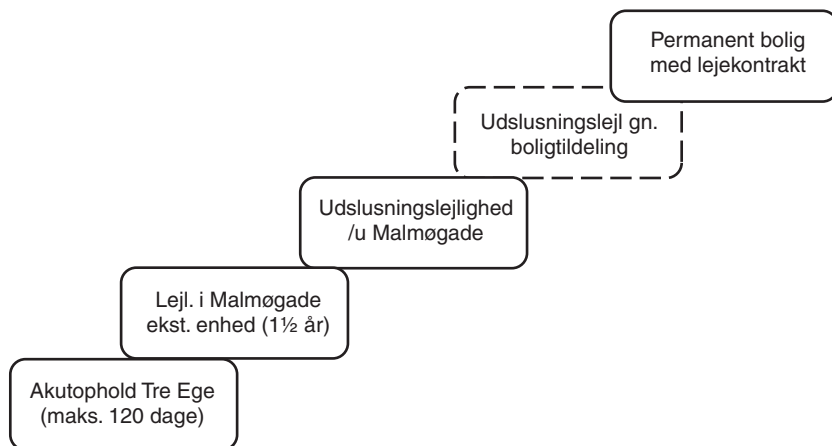 Permanent bolig
med lejekontrakt
Udslusningslejl gn.
boligtildeling
Udslusningslejlighed
/u Malmøgade
Lejl. i Malmøgade
ekst. enhed (1½ år)
Akutophold Tre Ege
(maks. 120 dage)